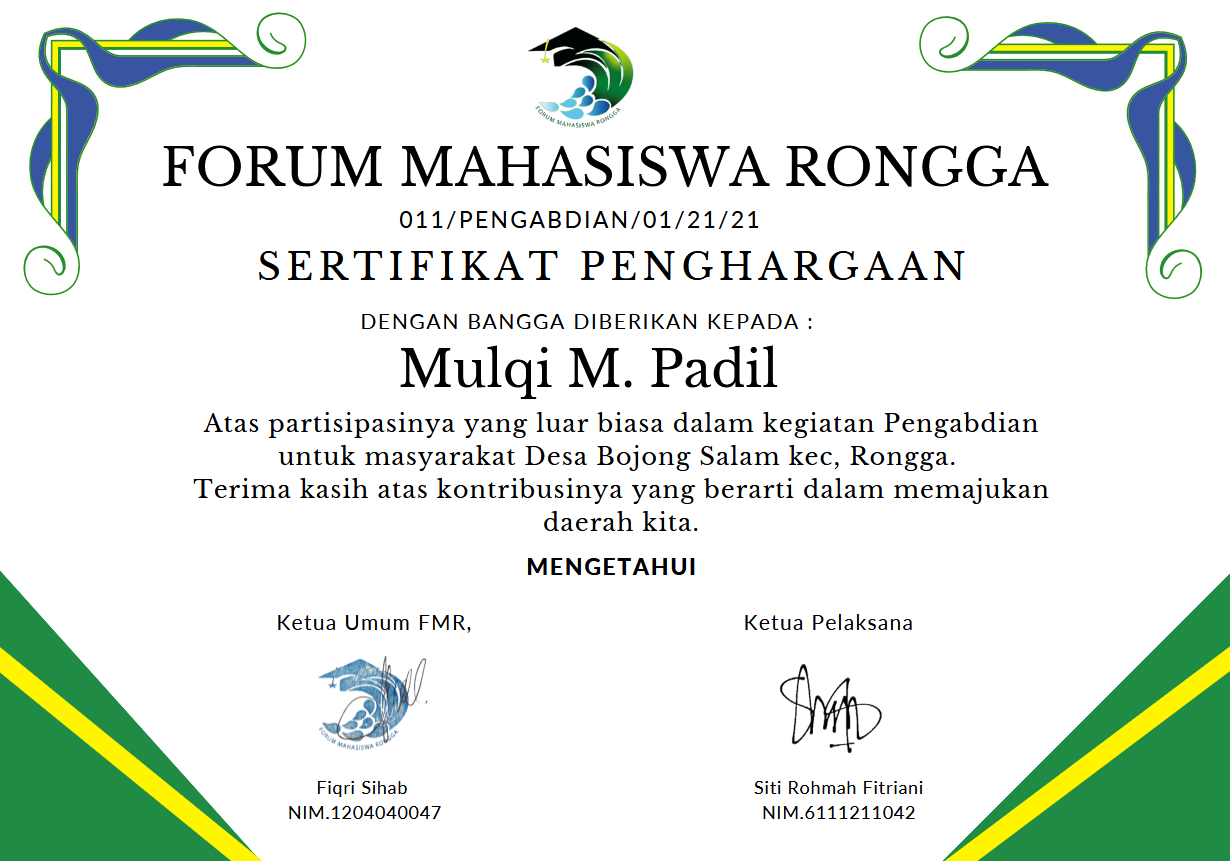 FORUM MAHASISWA RONGGA
FORUM MAHASISWA RONGGA
011/PENGABDIAN/01/21/21
SERTIFIKAT PENGHARGAAN
DENGAN BANGGA DIBERIKAN KEPADA :
Mulqi M. Padil
Atas partisipasinya yang luar biasa dalam kegiatan Pengabdian
untuk masyarakat Desa Bojong Salam kec, Rongga.
Terima kasih atas kontribusinya yang berarti dalam memajukan
daerah kita.
MENGETAHUI
Ketua Umum FMR,
Ketua Pelaksana
FORUM MAHASISWA RONGGA
Fiqri Sihab
Siti Rohmah Fitriani
NIM.1204040047
NIM.6111211042